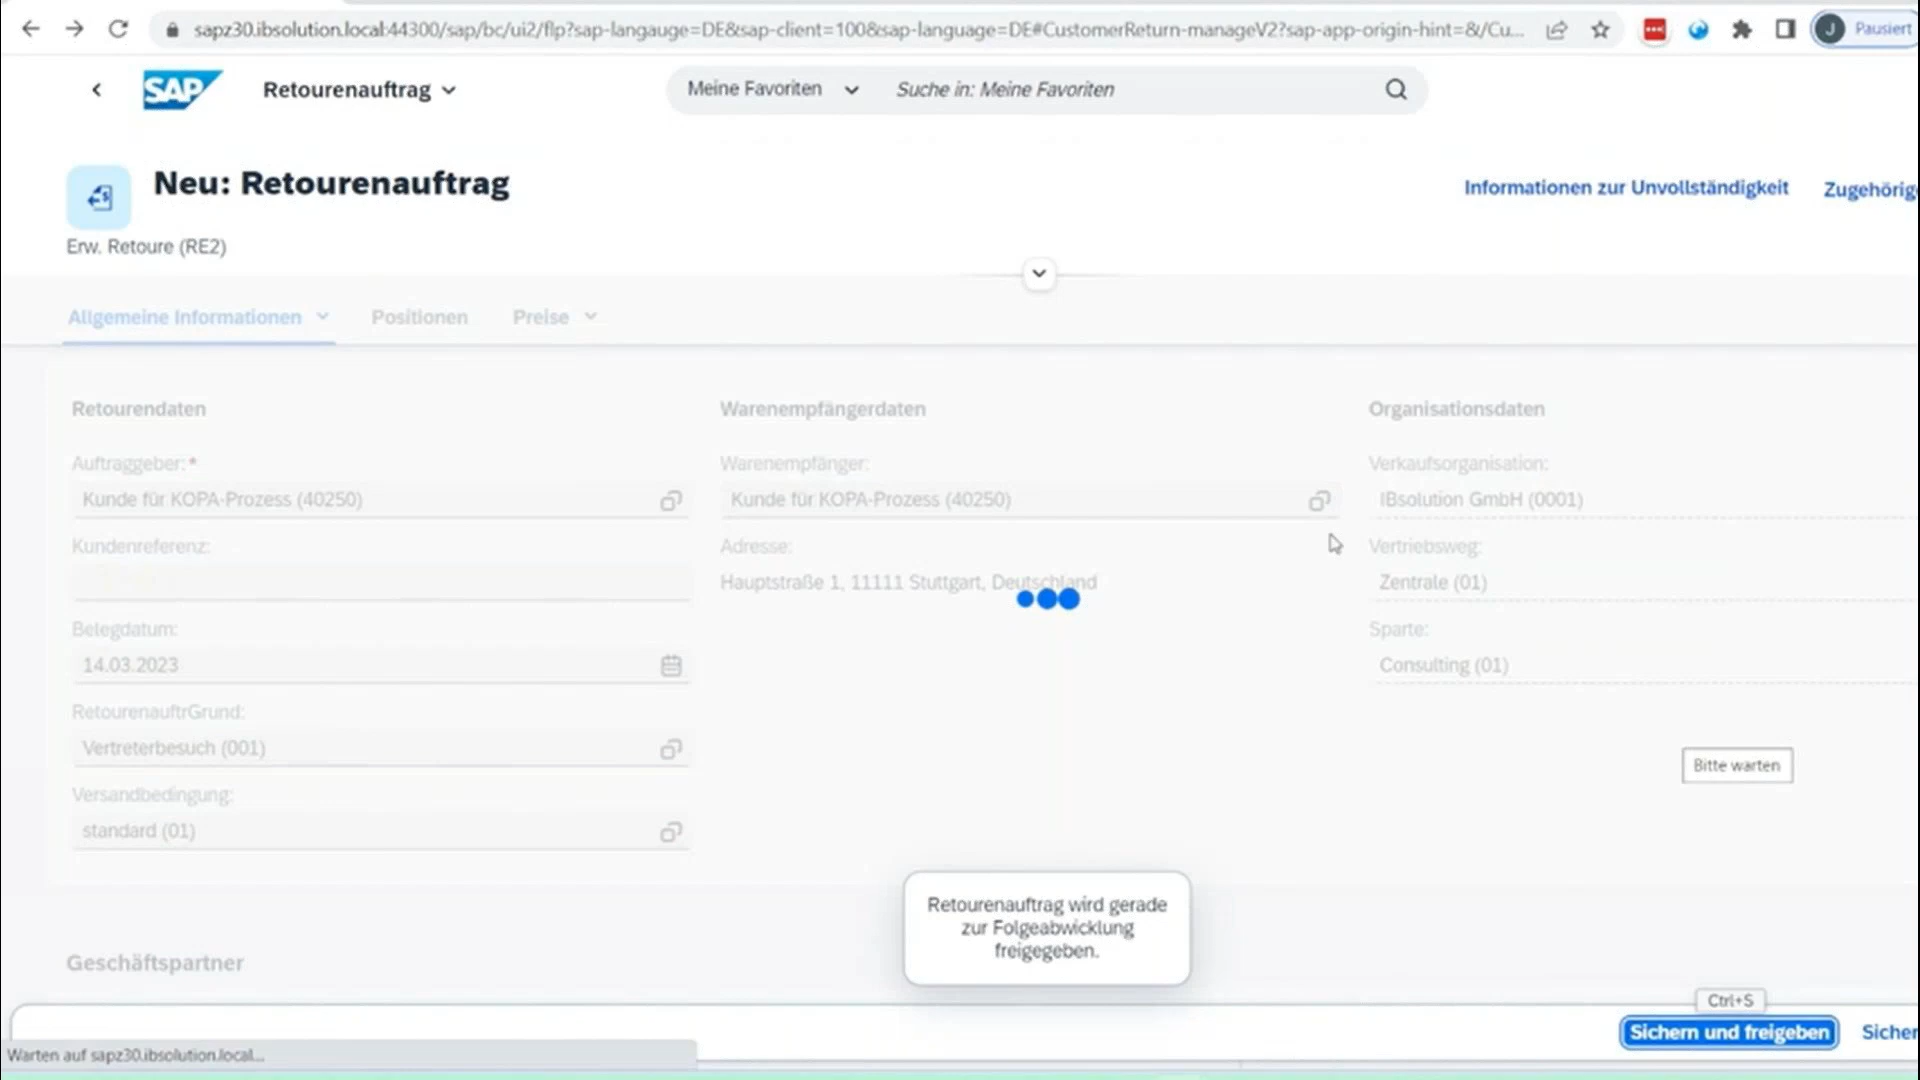 sapz30.ibsolution.local:44300/sap/bc/ui2/flp?sap-langauge=DE&sap-client=100&sap-language=DE#CustomerReturn-manageV2?sap-app-origin-hint=&/Cu...
J Pausiert
SAP Retourenauftrag
Meine Favoriten Suche in: Meine Favoriten
Neu: Retourenauftrag
Informationen zur Unvollständigkeit Zugehörige
Erw. Retoure (RE2)
Allgemeine Informationen Positionen Preise
Retourendaten Warenempfängerdaten Organisationsdaten
Auftraggeber:* Warenempfänger: Verkaufsorganisation:
Kunde für KOPA-Prozess (40250) Kunde für KOPA-Prozess (40250) IBsolution GmbH (0001)
Kundenreferenz: Adresse: Vertriebsweg:
Hauptstraße 1, 11111 Stuttgart, Deutschland Zentrale (01)
Belegdatum: Sparte:
14.03.2023 Consulting (01)
RetourenauftrGrund:
Vertreterbesuch (001)
Bitte warten
Versandbedingung:
standard (01)
Retourenauftrag wird gerade
zur Folgeabwicklung
freigegeben.
Geschäftspartner
Ctrl+S
Sichern und freigeben Sicher
Warten auf sapz30.ibsolution.local...